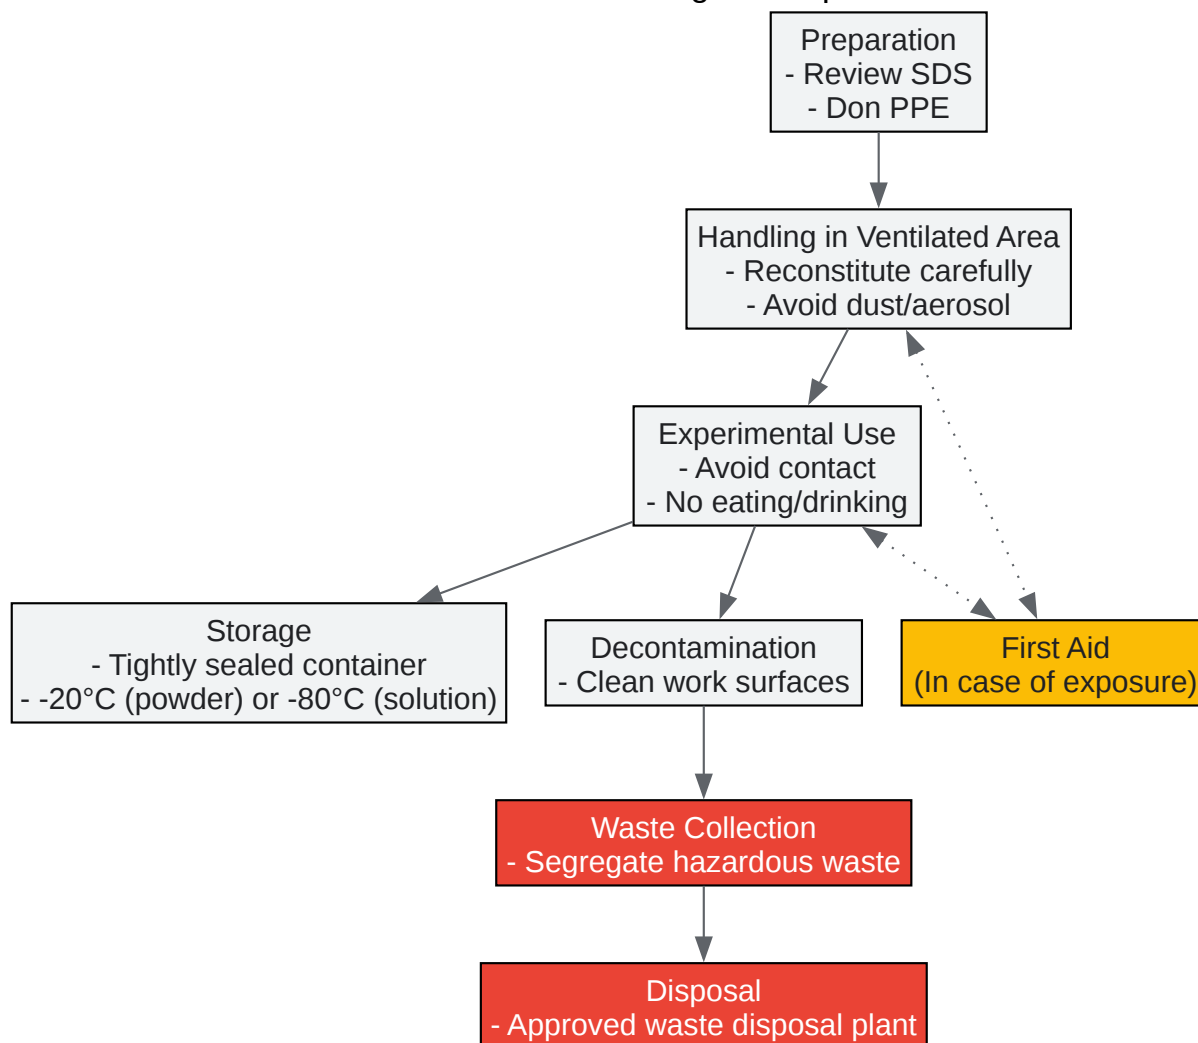 Preparation
- Review SDS
- Don PPE
Handling in Ventilated Area
- Reconstitute carefully
- Avoid dust/aerosol
Experimental Use
- Avoid contact
- No eating/drinking
Storage
- Tightly sealed container
- -20°C (powder) or -80°C (solution)
Decontamination
- Clean work surfaces
First Aid
(In case of exposure)
Waste Collection
- Segregate hazardous waste
Disposal
- Approved waste disposal plant